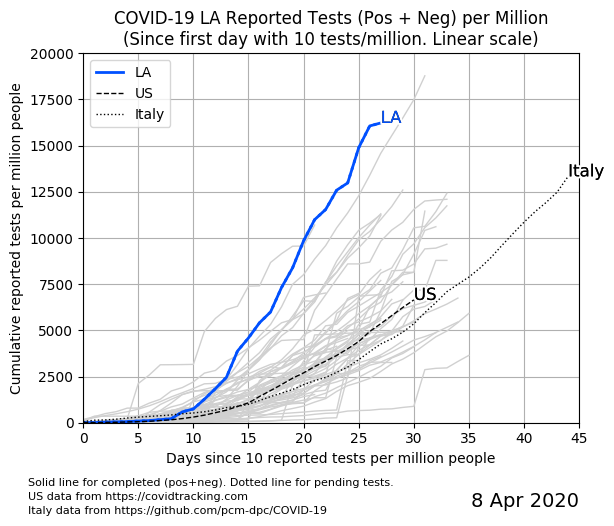 COVID-19 LA Reported Tests (Pos + Neg) per Million
(Since first day with 10 tests/million. Linear scale)
20000
17500
15000
12500
10000
7500
5000
2500
0
Cumulative reported tests per million people
LA
US
Italy
LA
Italy
US
0 5 10 15 20 25 30 35 40 45
Days since 10 reported tests per million people
Solid line for completed (pos+neg). Dotted line for pending tests.
US data from https://covidtracking.com
Italy data from https://github.com/pcm-dpc/COVID-19
8 Apr 2020